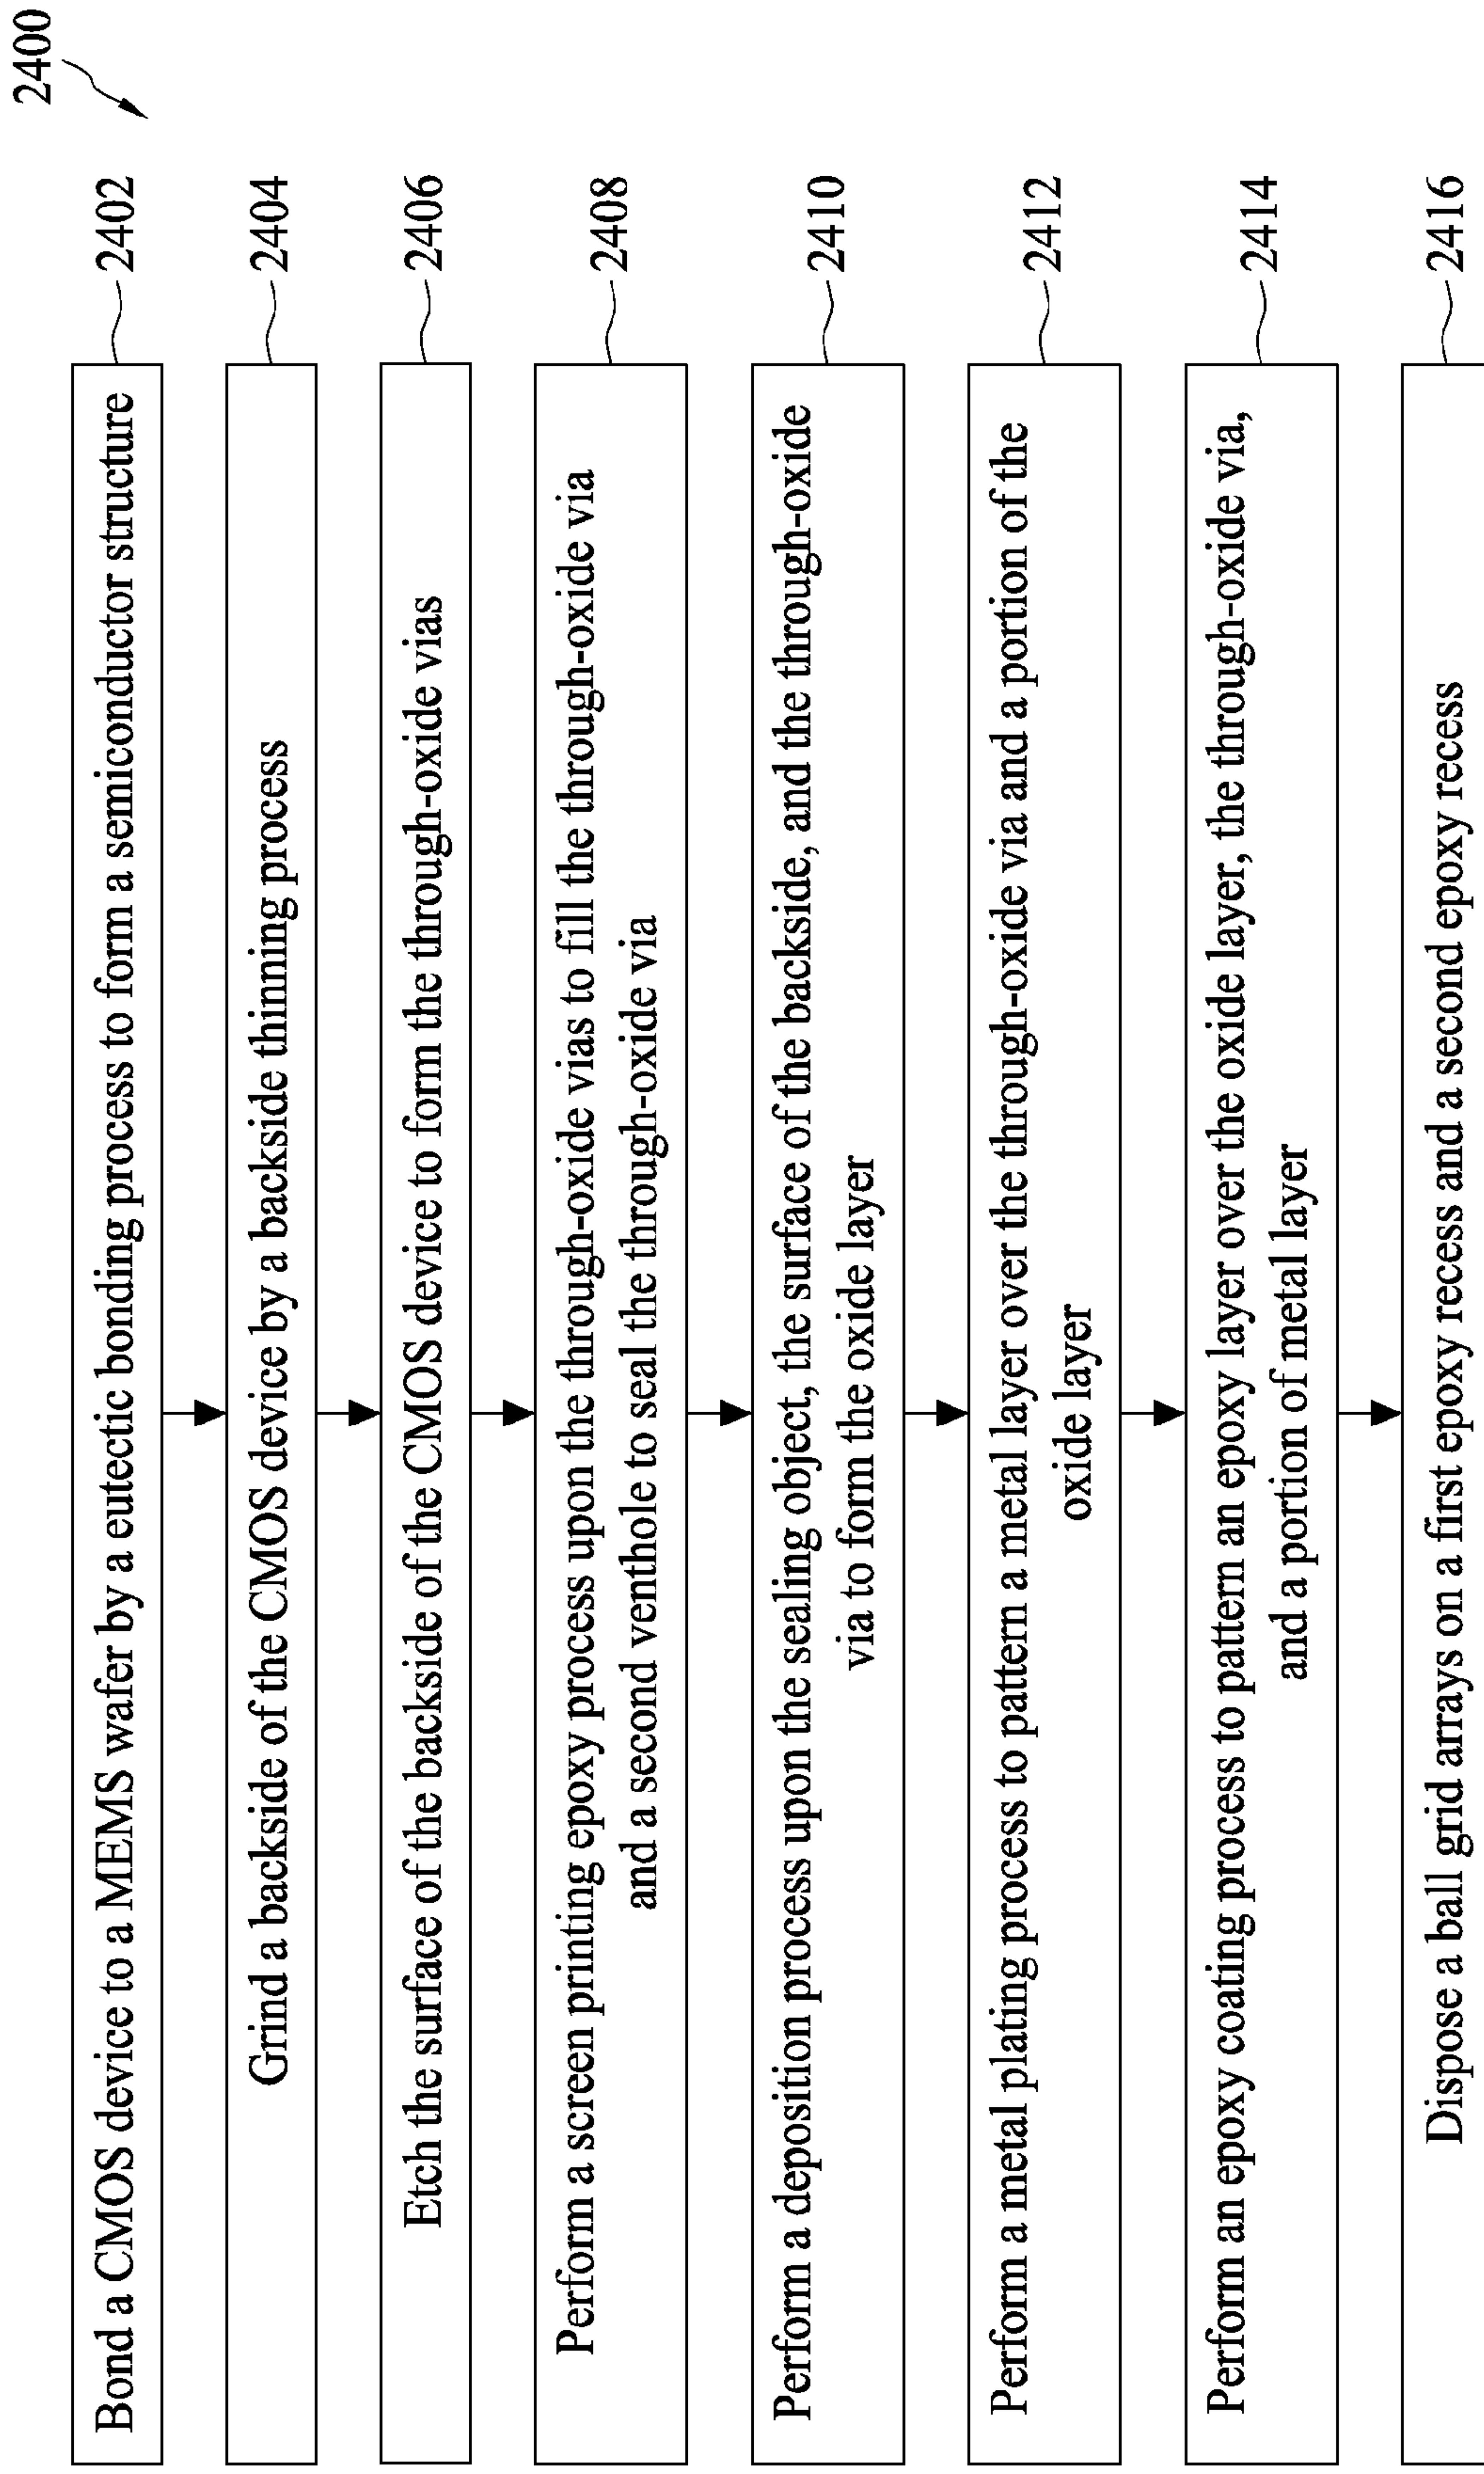 2400
Bond a CMOS device to a MEMS wafer by a eutectic bonding process to form a semiconductor structure
2402
Grind a backside of the CMOS device by a backside thinning process
2404
Etch the surface of the backside of the CMOS device to form the through-oxide vias
2406
Perform a screen printing epoxy process upon the through-oxide vias to fill the through-oxide via
and a second venthole to seal the through-oxide via
2408
Perform a deposition process upon the sealing object, the surface of the backside, and the through-oxide
via to form the oxide layer
2410
Perform a metal plating process to pattern a metal layer over the through-oxide via and a portion of the
oxide layer
2412
Perform an epoxy coating process to pattern an epoxy layer over the oxide layer, the through-oxide via,
and a portion of metal layer
2414
Dispose a ball grid arrays on a first epoxy recess and a second epoxy recess
2416